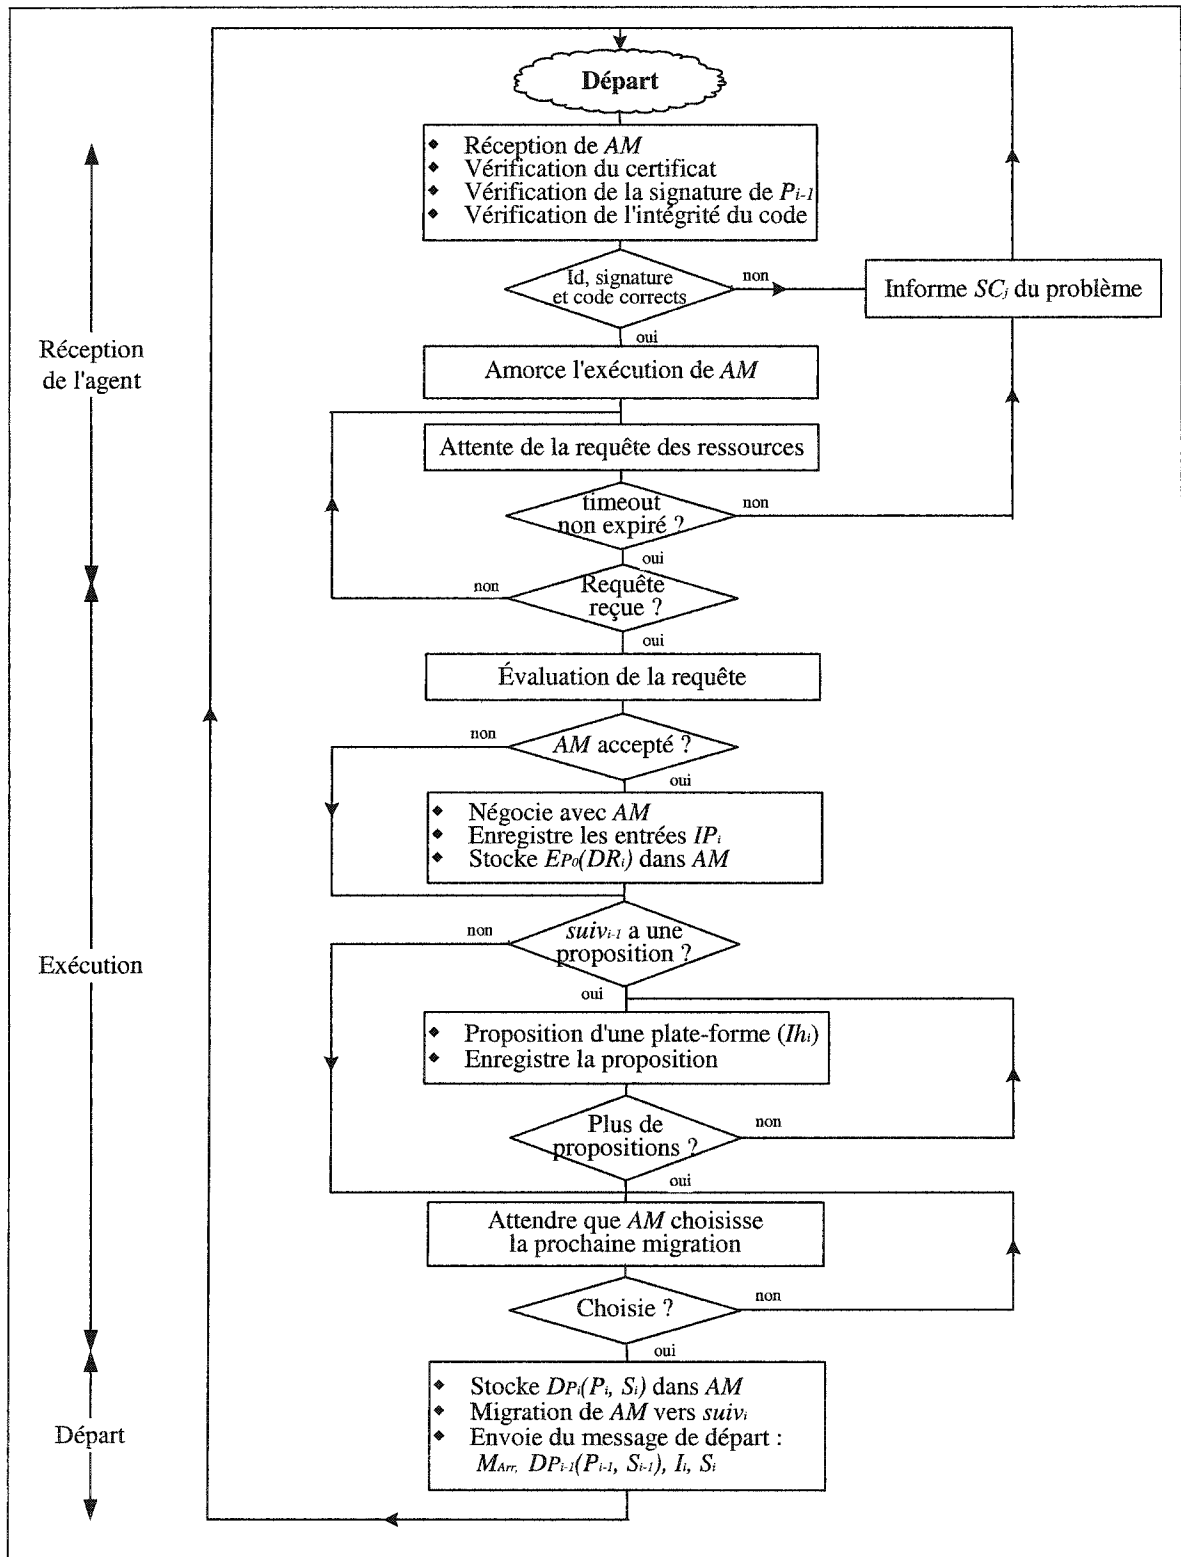 Départ
◆ Réception de AM
◆ Vérification du certificat
◆ Vérification de la signature de Pi-1
◆ Vérification de l'intégrité du code
Id, signature
et code corrects
non
Informe SCj du problème
oui
Réception
de l'agent
Amorce l'exécution de AM
Attente de la requête des ressources
timeout
non expiré ?
non
oui
non
Requête
reçue ?
oui
Évaluation de la requête
non
AM accepté ?
oui
◆ Négocie avec AM
◆ Enregistre les entrées IPi
◆ Stocke EP0(DRi) dans AM
non
suivi-1 a une
proposition ?
Exécution
oui
◆ Proposition d'une plate-forme (Ihi)
◆ Enregistre la proposition
Plus de
propositions ?
non
oui
Attendre que AM choisisse
la prochaine migration
Choisie ?
non
oui
◆ Stocke DPi(Pi, Si) dans AM
◆ Migration de AM vers suivi
◆ Envoie du message de départ :
MArr, DPi-1(Pi-1, Si-1), Ii, Si
Départ